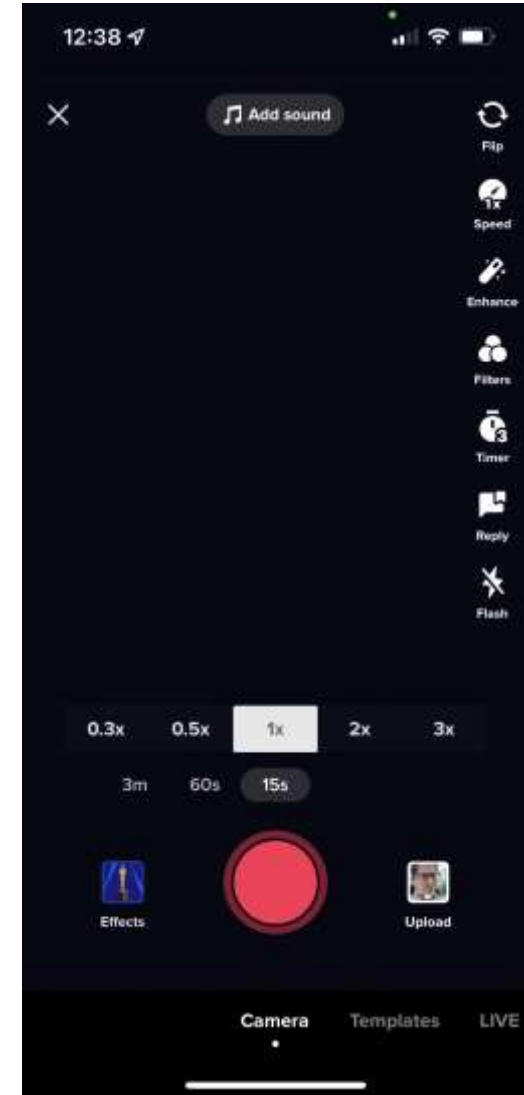 12:38
Add sound
Flip
1x
Speed
Enhance
Filters
3
Timer
Reply
Flash
0.3x 0.5x 1x 2x 3x
3m 60s 15s
Effects Upload
Camera Templates LIVE